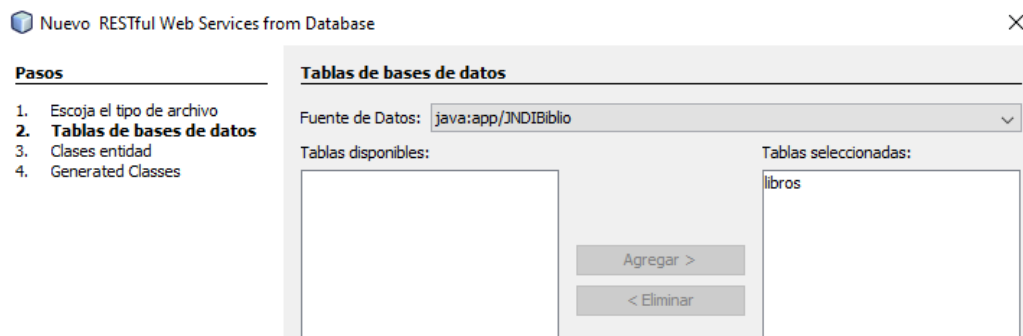 Nuevo RESTful Web Services from Database
Pasos
1. Escoja el tipo de archivo
2. Tablas de bases de datos
3. Clases entidad
4. Generated Classes
Tablas de bases de datos
Fuente de Datos: java:app/JNDIBiblio
Tablas disponibles:
Agregar >
< Eliminar
Tablas seleccionadas:
libros